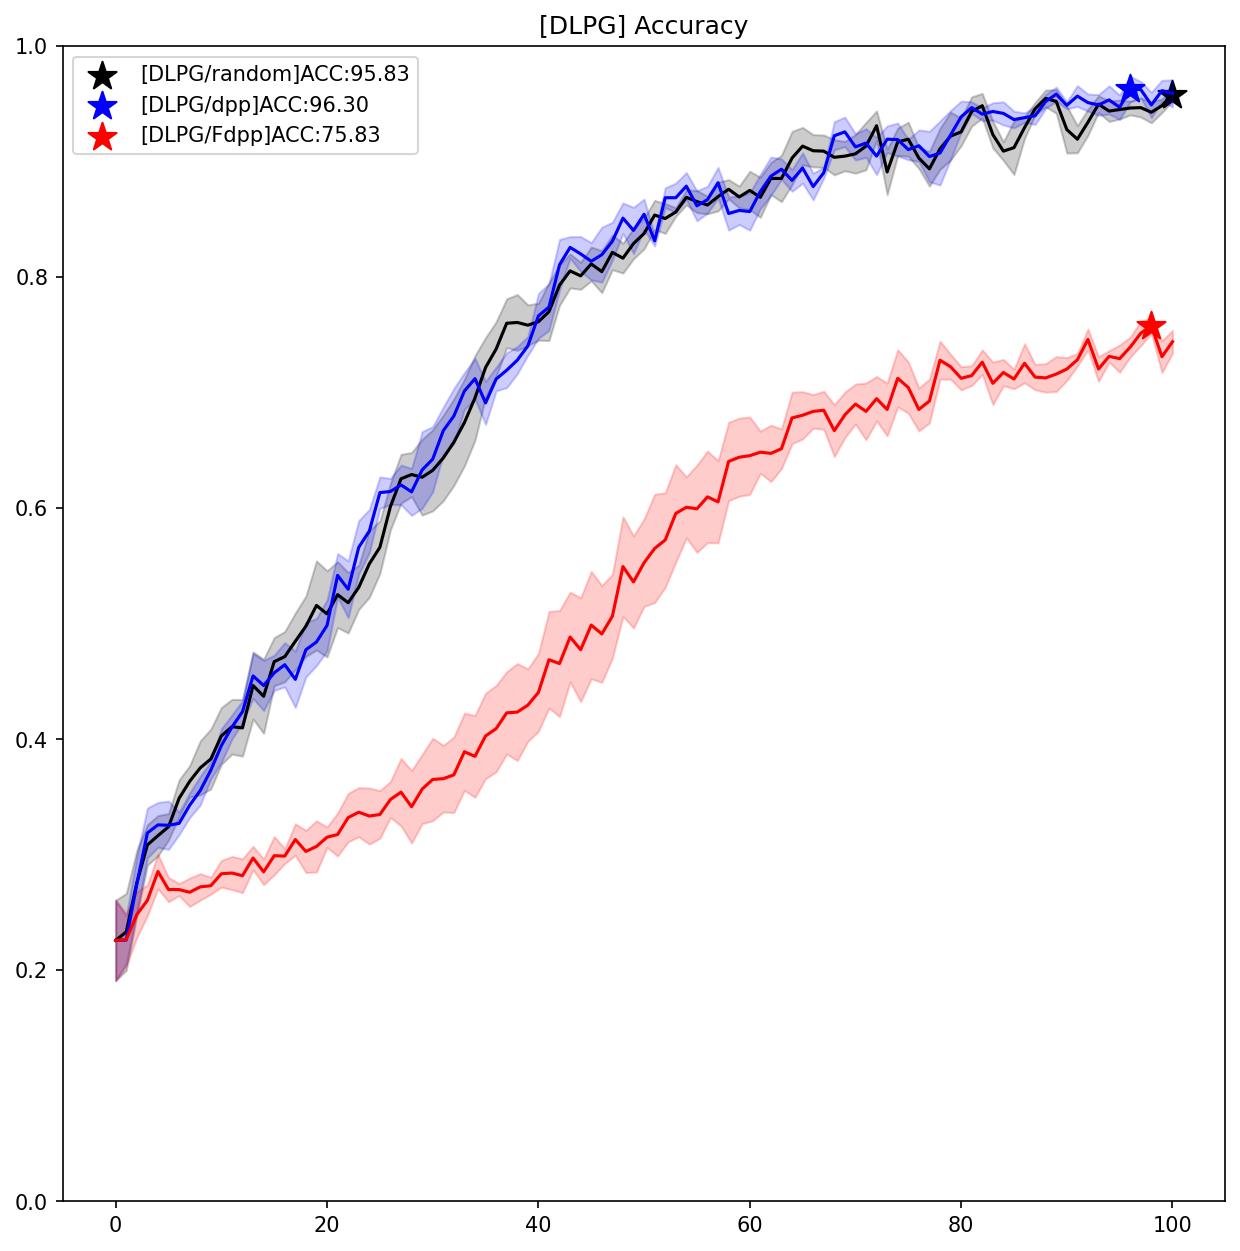 [DLPG] Accuracy
[DLPG/random]ACC:95.83
[DLPG/dpp]ACC:96.30
[DLPG/Fdpp]ACC:75.83
1.0
0.8
0.6
0.4
0.2
0.0
0 20 40 60 80 100